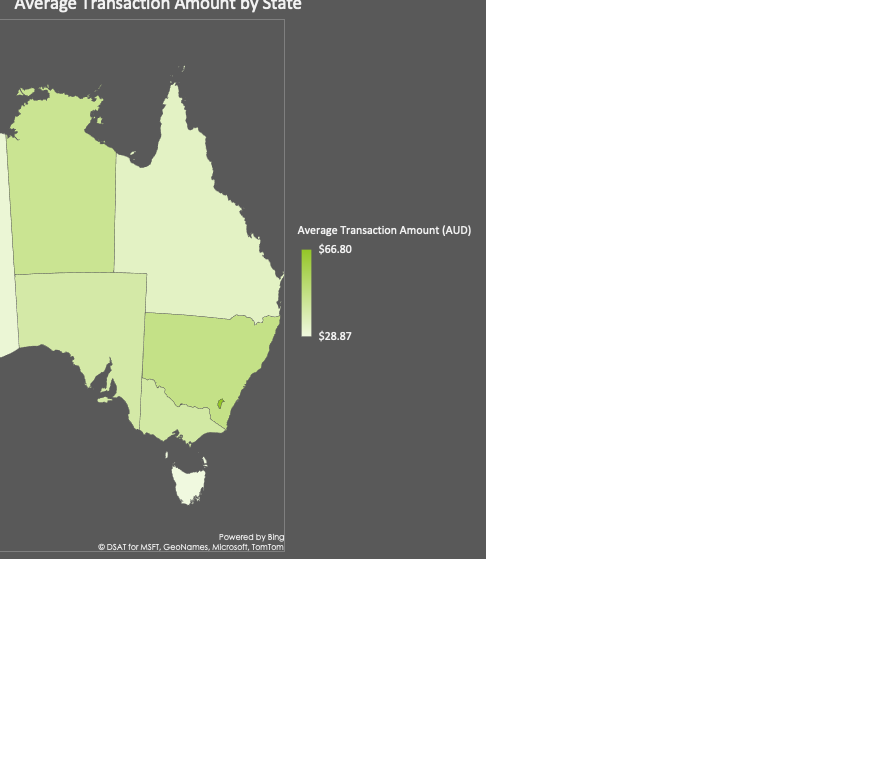 Average Transaction Amount by State
Average Transaction Amount (AUD)
$66.80
$28.87
Powered by Bing
© DSAT for MSFT, GeoNames, Microsoft, TomTom